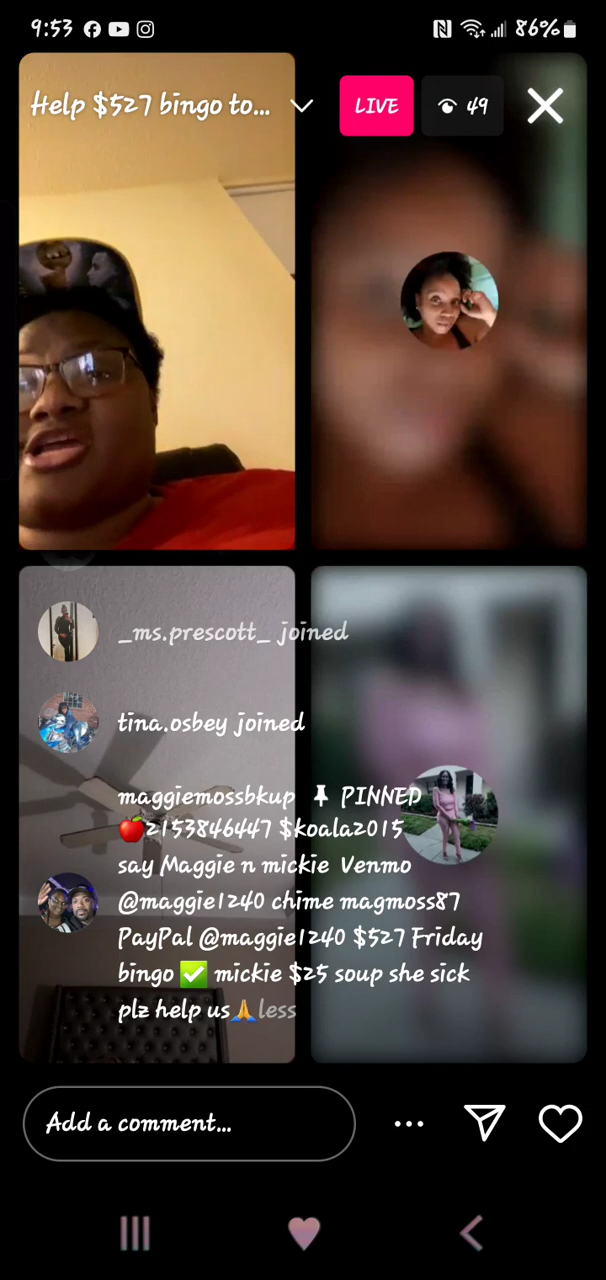 9:53
86%
Help $527 bingo to...
LIVE
49
_ms.prescott_ joined
tina.osbey joined
maggiemossbkup 📌 PINNED
🍎2153846447 $koala2015
say Maggie n mickie Venmo
@maggie1240 chime magmoss87
PayPal @maggie1240 $527 Friday
bingo ✅ mickie $25 soup she sick
plz help us🙏less
Add a comment...